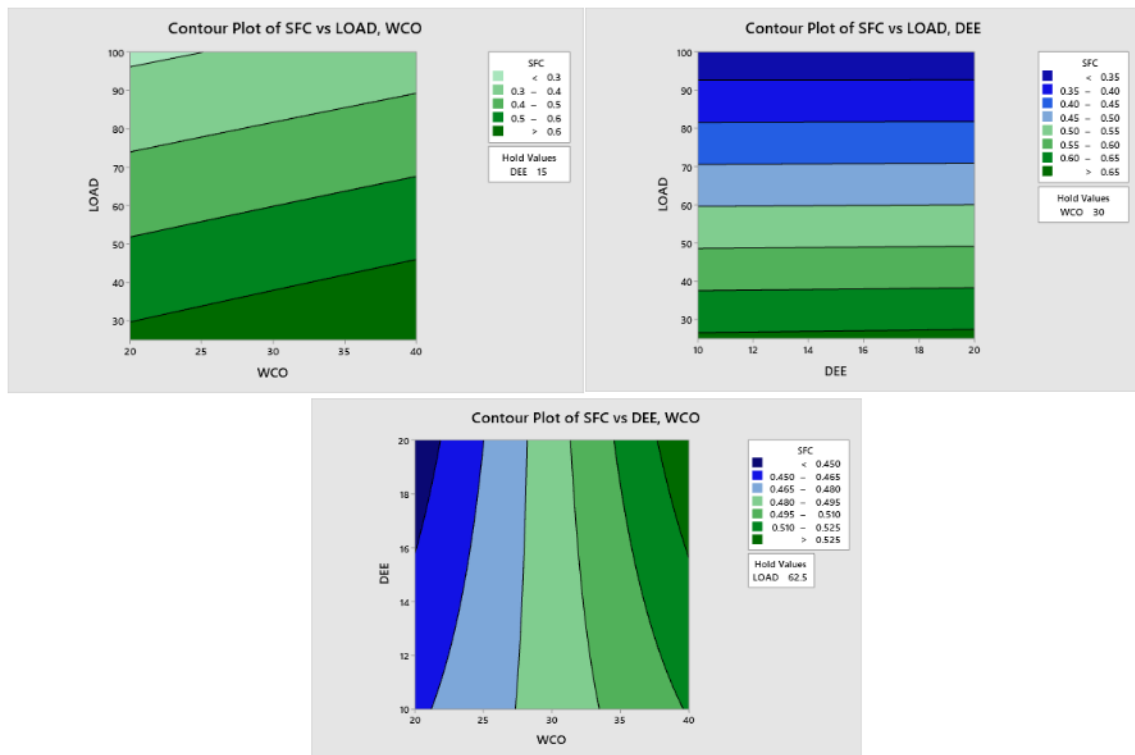 Contour Plot of SFC vs LOAD, WCO
100
90
80
70
60
50
40
30
LOAD
20 25 30 35 40
WCO
SFC
< 0.3
0.3 – 0.4
0.4 – 0.5
0.5 – 0.6
> 0.6
Hold Values
DEE 15
Contour Plot of SFC vs LOAD, DEE
100
90
80
70
60
50
40
30
LOAD
10 12 14 16 18 20
DEE
SFC
< 0.35
0.35 – 0.40
0.40 – 0.45
0.45 – 0.50
0.50 – 0.55
0.55 – 0.60
0.60 – 0.65
> 0.65
Hold Values
WCO 30
Contour Plot of SFC vs DEE, WCO
20
18
16
14
12
10
DEE
20 25 30 35 40
WCO
SFC
< 0.450
0.450 – 0.465
0.465 – 0.480
0.480 – 0.495
0.495 – 0.510
0.510 – 0.525
> 0.525
Hold Values
LOAD 62.5